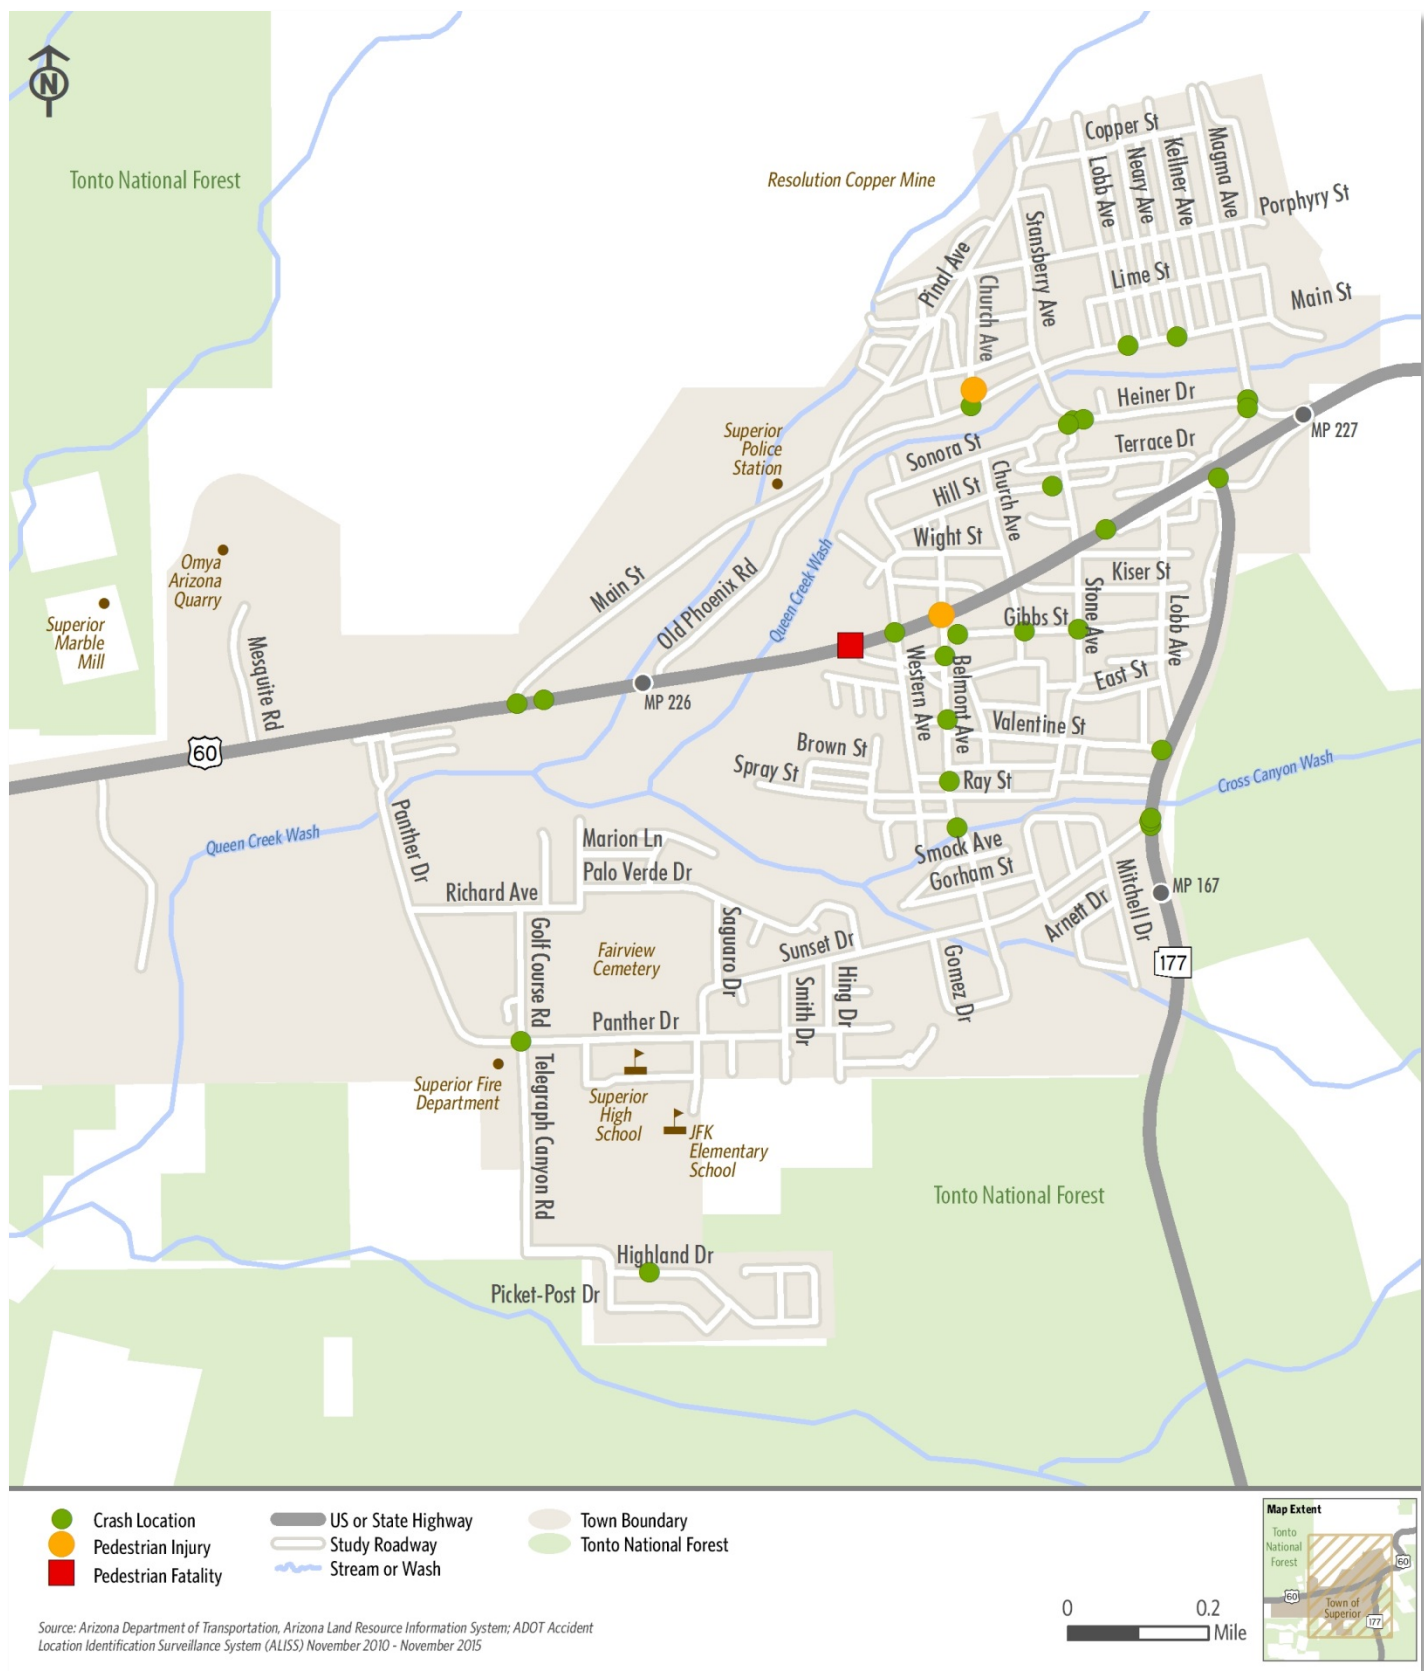 N
Tonto National Forest
Resolution Copper Mine
Copper St
Lobb Ave
Neary Ave
Kellner Ave
Magma Ave
Porphyry St
Stansberry Ave
Pinal Ave
Church Ave
Lime St
Main St
Heiner Dr
MP 227
Superior
Police
Station
Sonora St
Terrace Dr
Hill St
Church Ave
Wight St
Omya
Arizona
Quarry
Superior
Marble
Mill
Main St
Old Phoenix Rd
Queen Creek Wash
Kiser St
Gibbs St
Stone Ave
Lobb Ave
Mesquite Rd
Western Ave
Belmont Ave
East St
MP 226
60
Valentine St
Brown St
Spray St
Ray St
Cross Canyon Wash
Queen Creek Wash
Panther Dr
Marion Ln
Palo Verde Dr
Richard Ave
Smock Ave
Gorham St
MP 167
Mitchell Dr
Arnett Dr
177
Golf Course Rd
Fairview
Cemetery
Saguaro Dr
Sunset Dr
Smith Dr
Hing Dr
Gomez Dr
Panther Dr
Superior Fire
Department
Telegraph Canyon Rd
Superior
High
School
JFK
Elementary
School
Tonto National Forest
Highland Dr
Picket-Post Dr
Crash Location
Pedestrian Injury
Pedestrian Fatality
US or State Highway
Study Roadway
Stream or Wash
Town Boundary
Tonto National Forest
Source: Arizona Department of Transportation, Arizona Land Resource Information System; ADOT Accident
Location Identification Surveillance System (ALISS) November 2010 - November 2015
0
0.2
Mile
Map Extent
Tonto
National
Forest
60
60
Town of
Superior
177